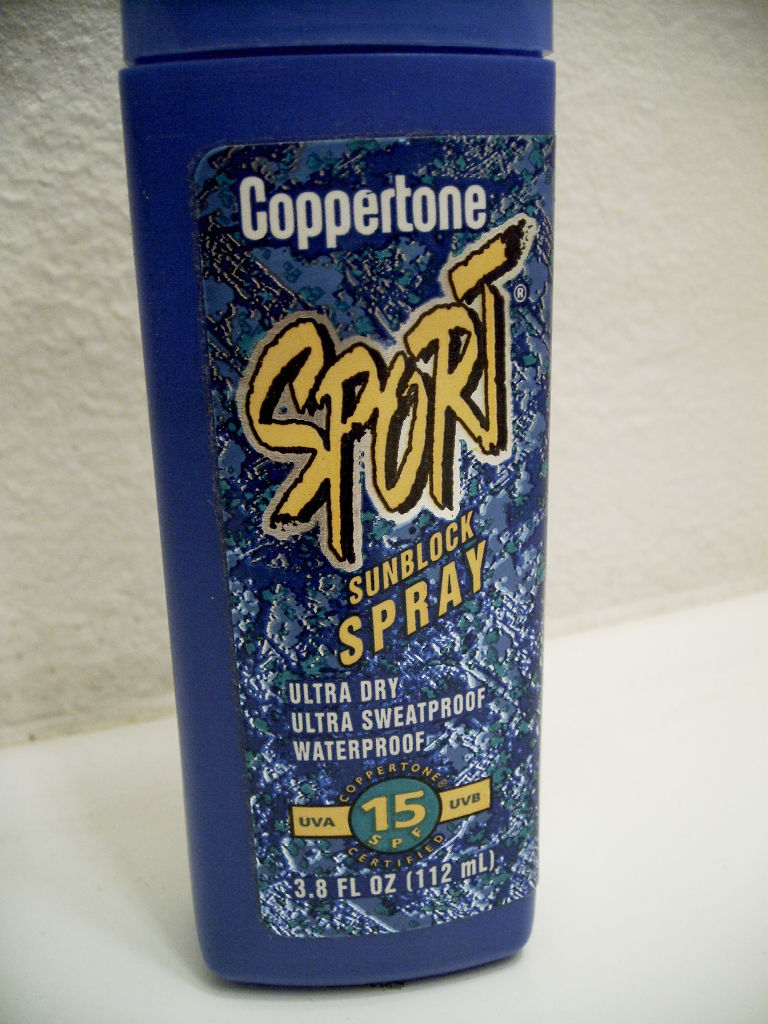 Coppertone
SPORT®
SUNBLOCK
SPRAY
ULTRA DRY
ULTRA SWEATPROOF
WATERPROOF
COPPERTONE®
UVA 15 UVB
SPF
CERTIFIED
3.8 FL OZ (112 mL)